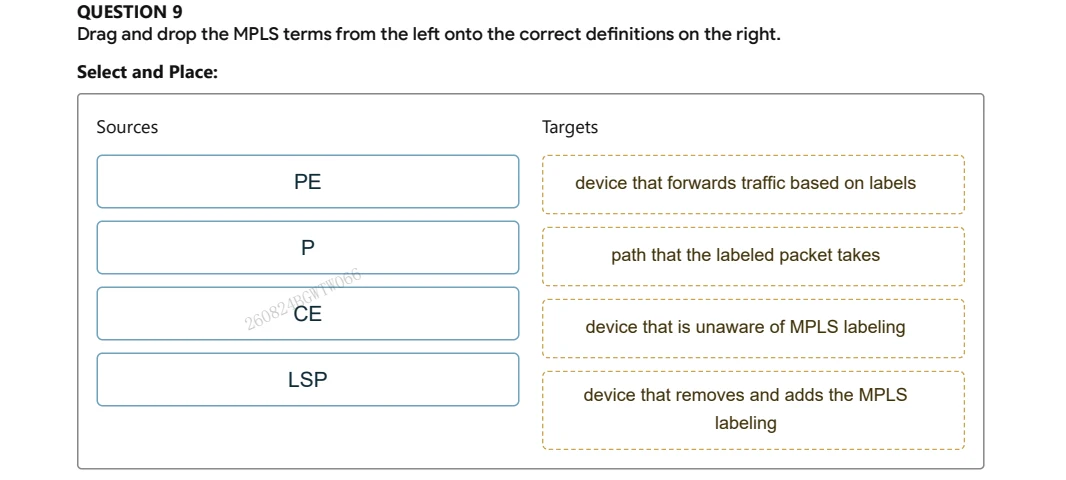 QUESTION 9
Drag and drop the MPLS terms from the left onto the correct definitions on the right.
Select and Place:
Sources
Targets
PE
device that forwards traffic based on labels
P
path that the labeled packet takes
260824BGWTW066
CE
device that is unaware of MPLS labeling
LSP
device that removes and adds the MPLS
labeling